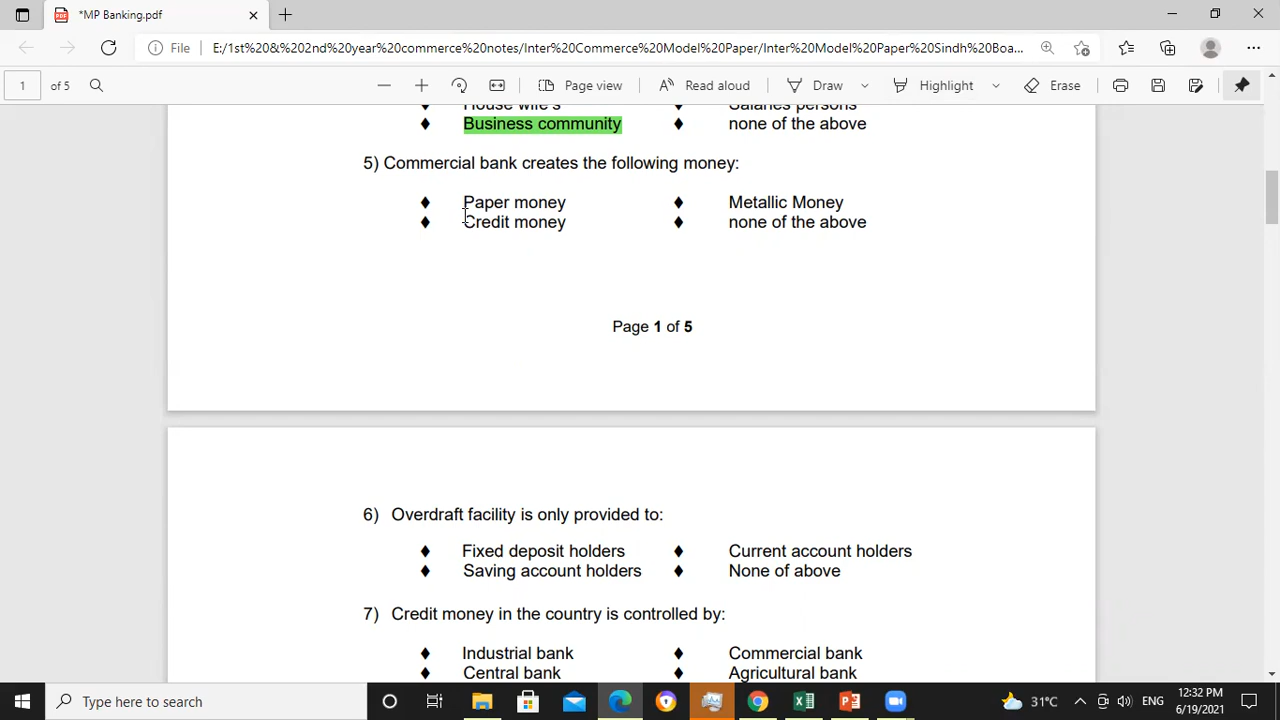 *MP Banking.pdf
File E:/1st%20&%202nd%20year%20commerce%20notes/Inter%20Commerce%20Model%20Paper/Inter%20Model%20Paper%20Sindh%20Boa...
1 of 5 Page view Read aloud Draw Highlight Erase
House wife's Salaries persons
Business community none of the above
5) Commercial bank creates the following money:
Paper money Metallic Money
Credit money none of the above
Page 1 of 5
6) Overdraft facility is only provided to:
Fixed deposit holders Current account holders
Saving account holders None of above
7) Credit money in the country is controlled by:
Industrial bank Commercial bank
Central bank Agricultural bank
Type here to search 31°C ENG 12:32 PM
6/19/2021